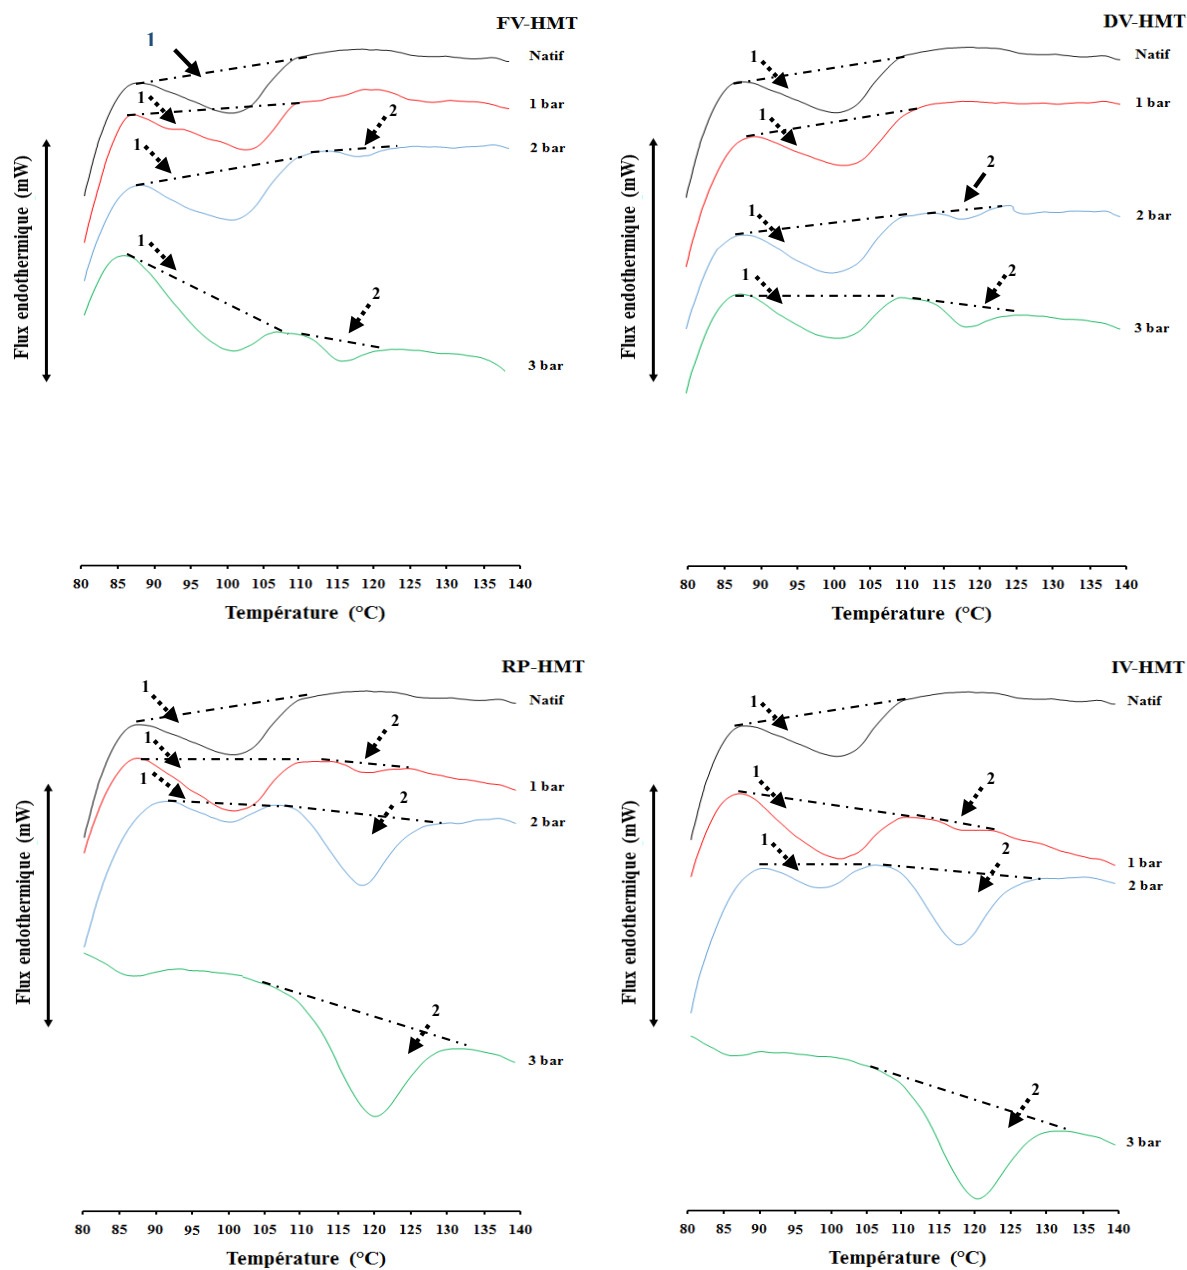 FV-HMT
1
Natif
1
1 bar
2
1
2 bar
1
2
3 bar
Flux endothermique (mW)
80 85 90 95 100 105 110 115 120 125 130 135 140
Température (°C)
DV-HMT
1
Natif
1
1 bar
2
1
2 bar
1
2
3 bar
Flux endothermique (mW)
80 85 90 95 100 105 110 115 120 125 130 135 140
Température (°C)
RP-HMT
1
Natif
1
2
1 bar
1
2
2 bar
2
3 bar
Flux endothermique (mW)
80 85 90 95 100 105 110 115 120 125 130 135 140
Température (°C)
IV-HMT
1
Natif
1
2
1 bar
1
2
2 bar
2
3 bar
Flux endothermique (mW)
80 85 90 95 100 105 110 115 120 125 130 135 140
Température (°C)